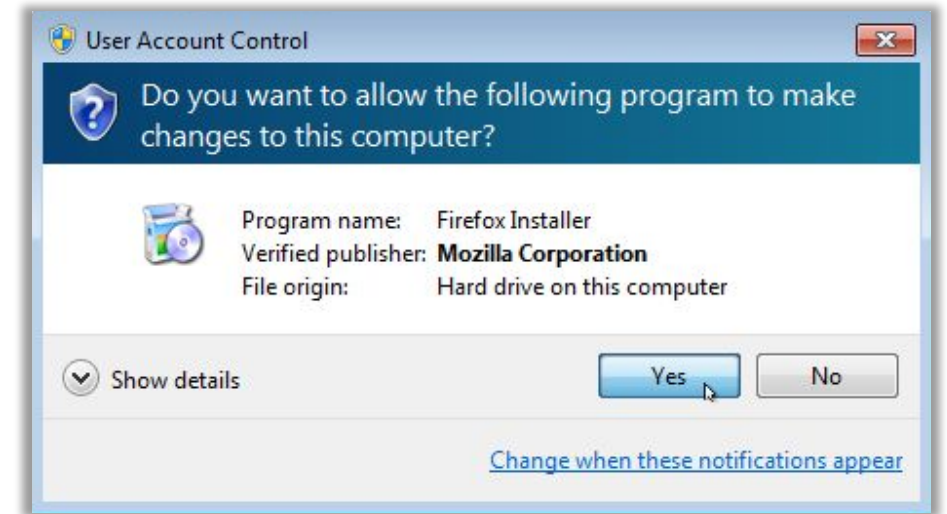 User Account Control
Do you want to allow the following program to make
changes to this computer?
Program name: Firefox Installer
Verified publisher: Mozilla Corporation
File origin: Hard drive on this computer
Show details
Yes
No
Change when these notifications appear